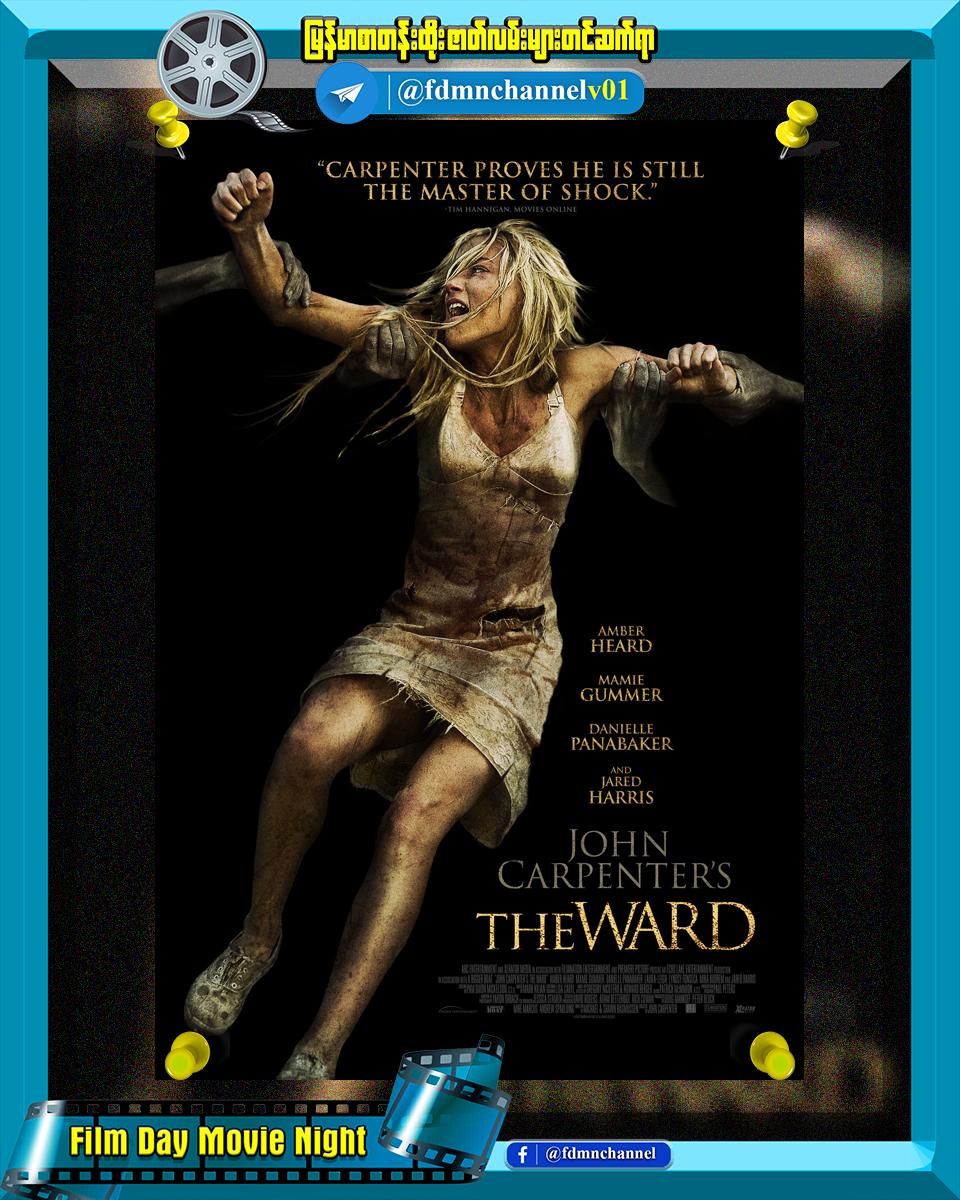 မြန်မာစာတန်းထိုးဇာတ်လမ်းများတင်ဆက်ရာ
@fdmnchannelv01
“CARPENTER PROVES HE IS STILL
THE MASTER OF SHOCK.”
-TIM HANNIGAN, MOVIES ONLINE
AMBER
HEARD
MAMIE
GUMMER
DANIELLE
PANABAKER
AND
JARED
HARRIS
JOHN
CARPENTER'S
THE WARD
Film Day Movie Night
f
@fdmnchannel